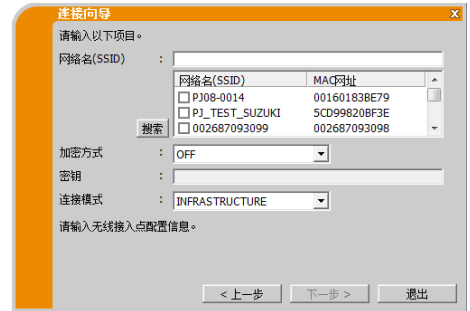 连接向导
请输入以下项目。
网络名(SSID) :
网络名(SSID) MAC网址
PJ08-0014 00160183BE79
PJ_TEST_SUZUKI 5CD99820BF3E
搜索 002687093099 002687093098
加密方式 : OFF
密钥 :
连接模式 : INFRASTRUCTURE
请输入无线接入点配置信息。
< 上一步 下一步 > 退出